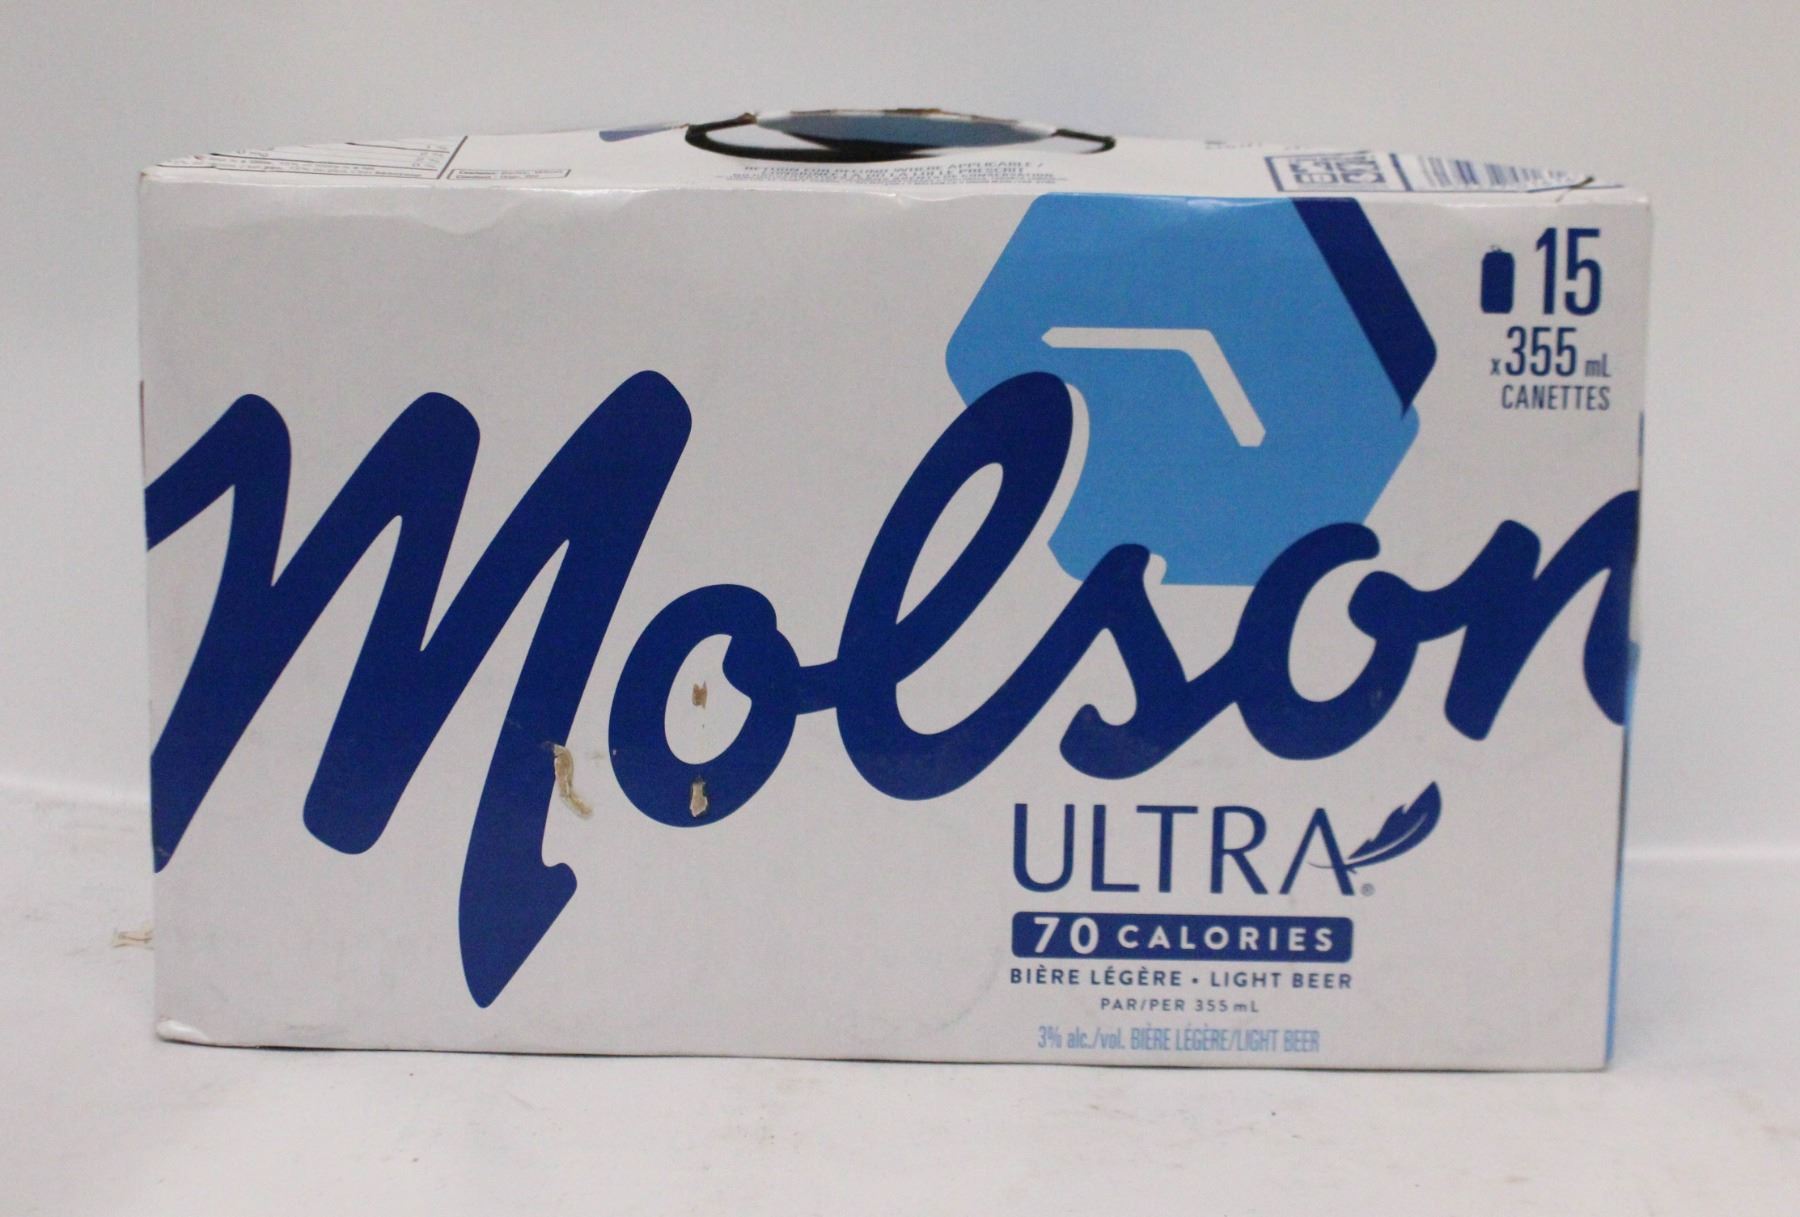 15
x355 mL
CANETTES
Molson
ULTRA®
70 CALORIES
BIÈRE LÉGÈRE • LIGHT BEER
PAR/PER 355 mL
3% alc./vol. BIÈRE LÉGÈRE/LIGHT BEER